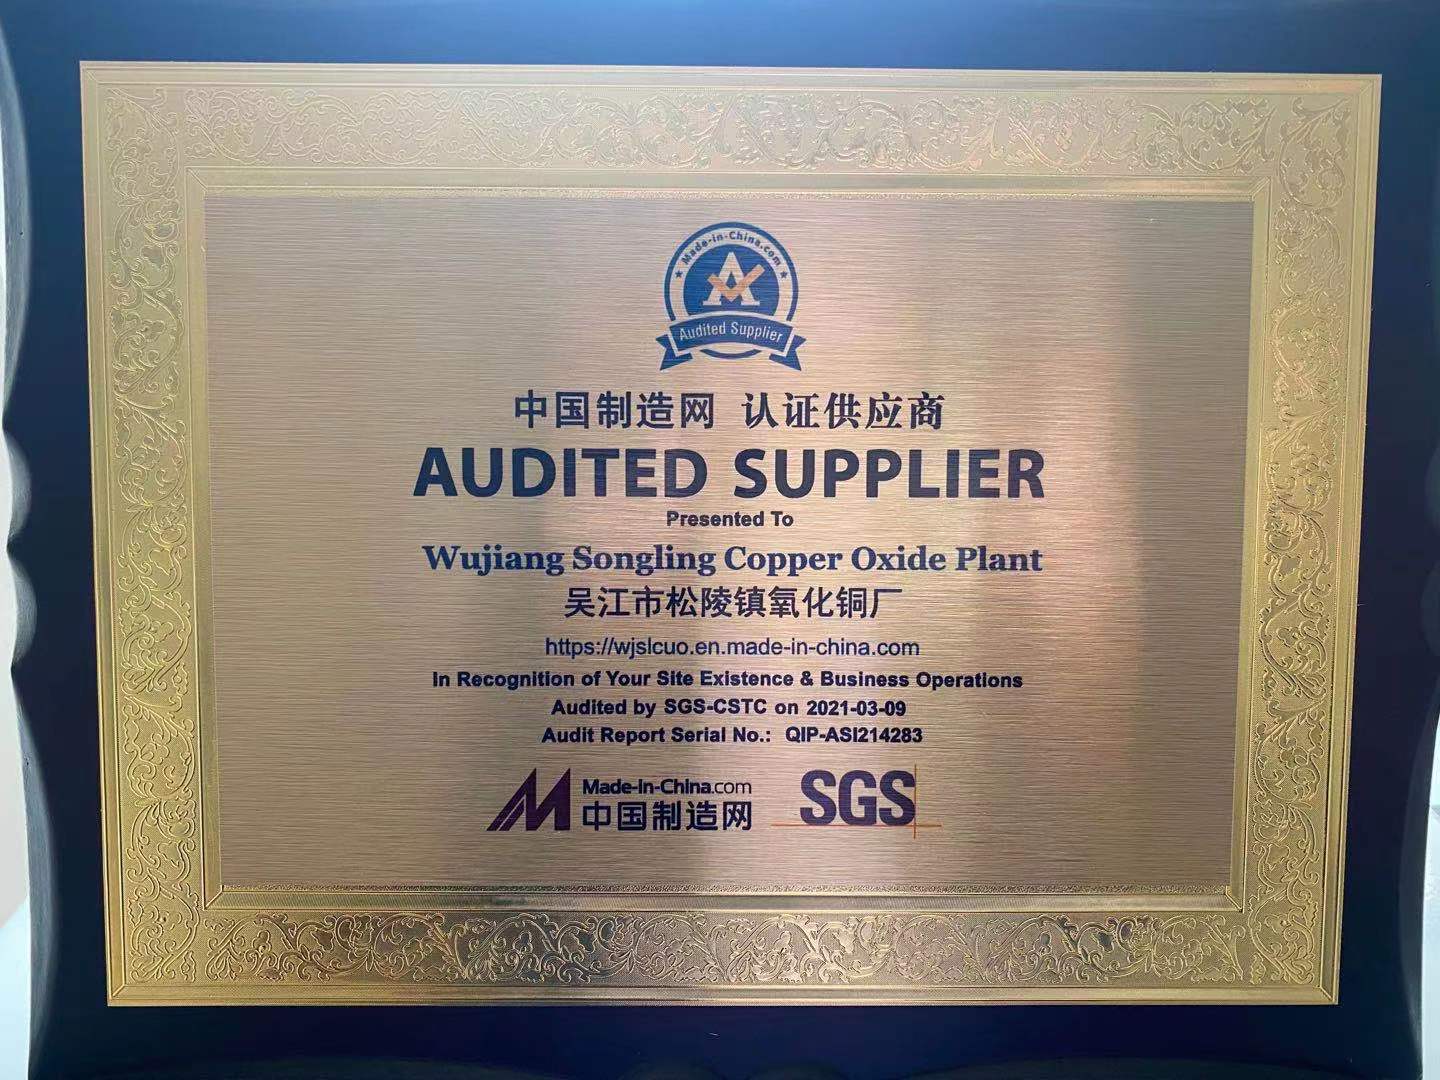 Made-in-China.com
Audited Supplier
中国制造网 认证供应商
AUDITED SUPPLIER
Presented To
Wujiang Songling Copper Oxide Plant
吴江市松陵镇氧化铜厂
https://wjslcuo.en.made-in-china.com
In Recognition of Your Site Existence & Business Operations
Audited by SGS-CSTC on 2021-03-09
Audit Report Serial No.: QIP-ASI214283
Made-in-China.com
中国制造网
SGS